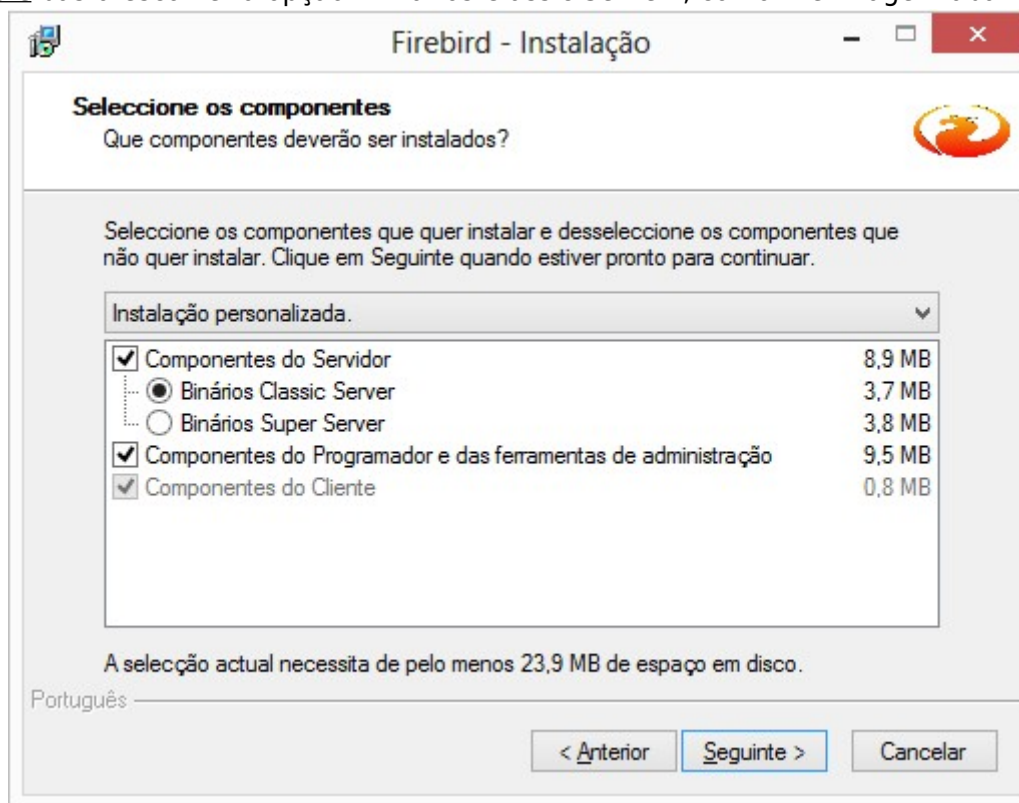 Firebird - Instalação
Seleccione os componentes
Que componentes deverão ser instalados?
Seleccione os componentes que quer instalar e desseleccione os componentes que
não quer instalar. Clique em Seguinte quando estiver pronto para continuar.
Instalação personalizada.
Componentes do Servidor 8,9 MB
Binários Classic Server 3,7 MB
Binários Super Server 3,8 MB
Componentes do Programador e das ferramentas de administração 9,5 MB
Componentes do Cliente 0,8 MB
A selecção actual necessita de pelo menos 23,9 MB de espaço em disco.
Português
< Anterior Seguinte > Cancelar